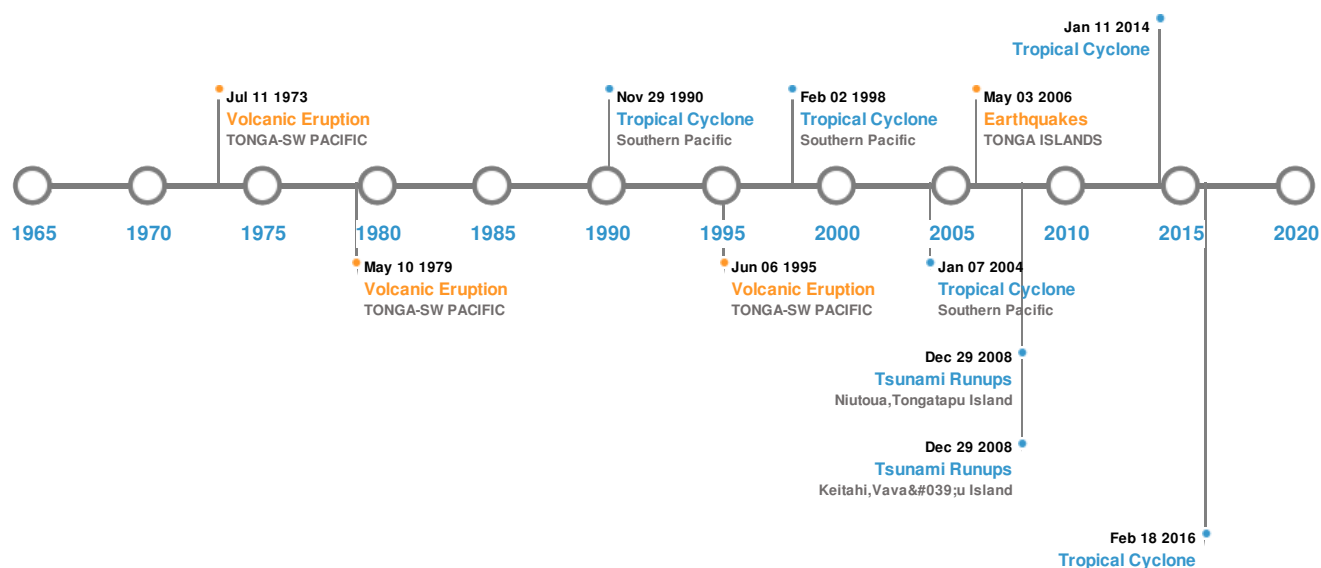 Jan 11 2014
Tropical Cyclone
Jul 11 1973
Volcanic Eruption
TONGA-SW PACIFIC
Nov 29 1990
Tropical Cyclone
Southern Pacific
Feb 02 1998
Tropical Cyclone
Southern Pacific
May 03 2006
Earthquakes
TONGA ISLANDS
1965 1970 1975 1980 1985 1990 1995 2000 2005 2010 2015 2020
May 10 1979
Volcanic Eruption
TONGA-SW PACIFIC
Jun 06 1995
Volcanic Eruption
TONGA-SW PACIFIC
Jan 07 2004
Tropical Cyclone
Southern Pacific
Dec 29 2008
Tsunami Runups
Niutoua,Tongatapu Island
Dec 29 2008
Tsunami Runups
Keitahi,Vava&#039;u Island
Feb 18 2016
Tropical Cyclone